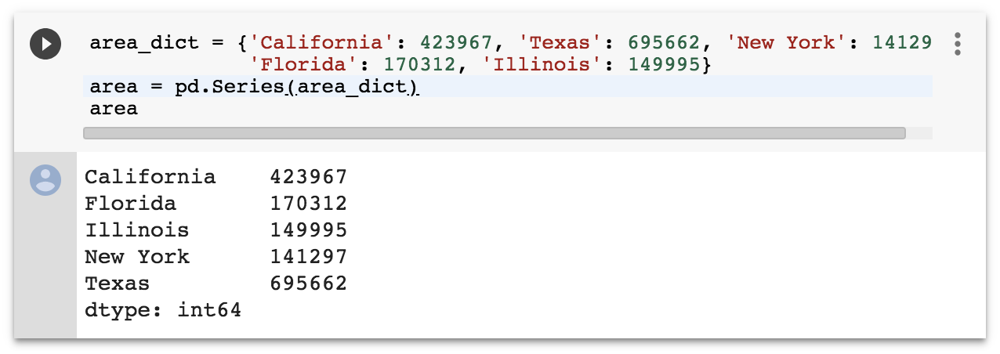 area_dict = {'California': 423967, 'Texas': 695662, 'New York': 14129
             'Florida': 170312, 'Illinois': 149995}
area = pd.Series(area_dict)
area
California    423967
Florida       170312
Illinois      149995
New York      141297
Texas         695662
dtype: int64